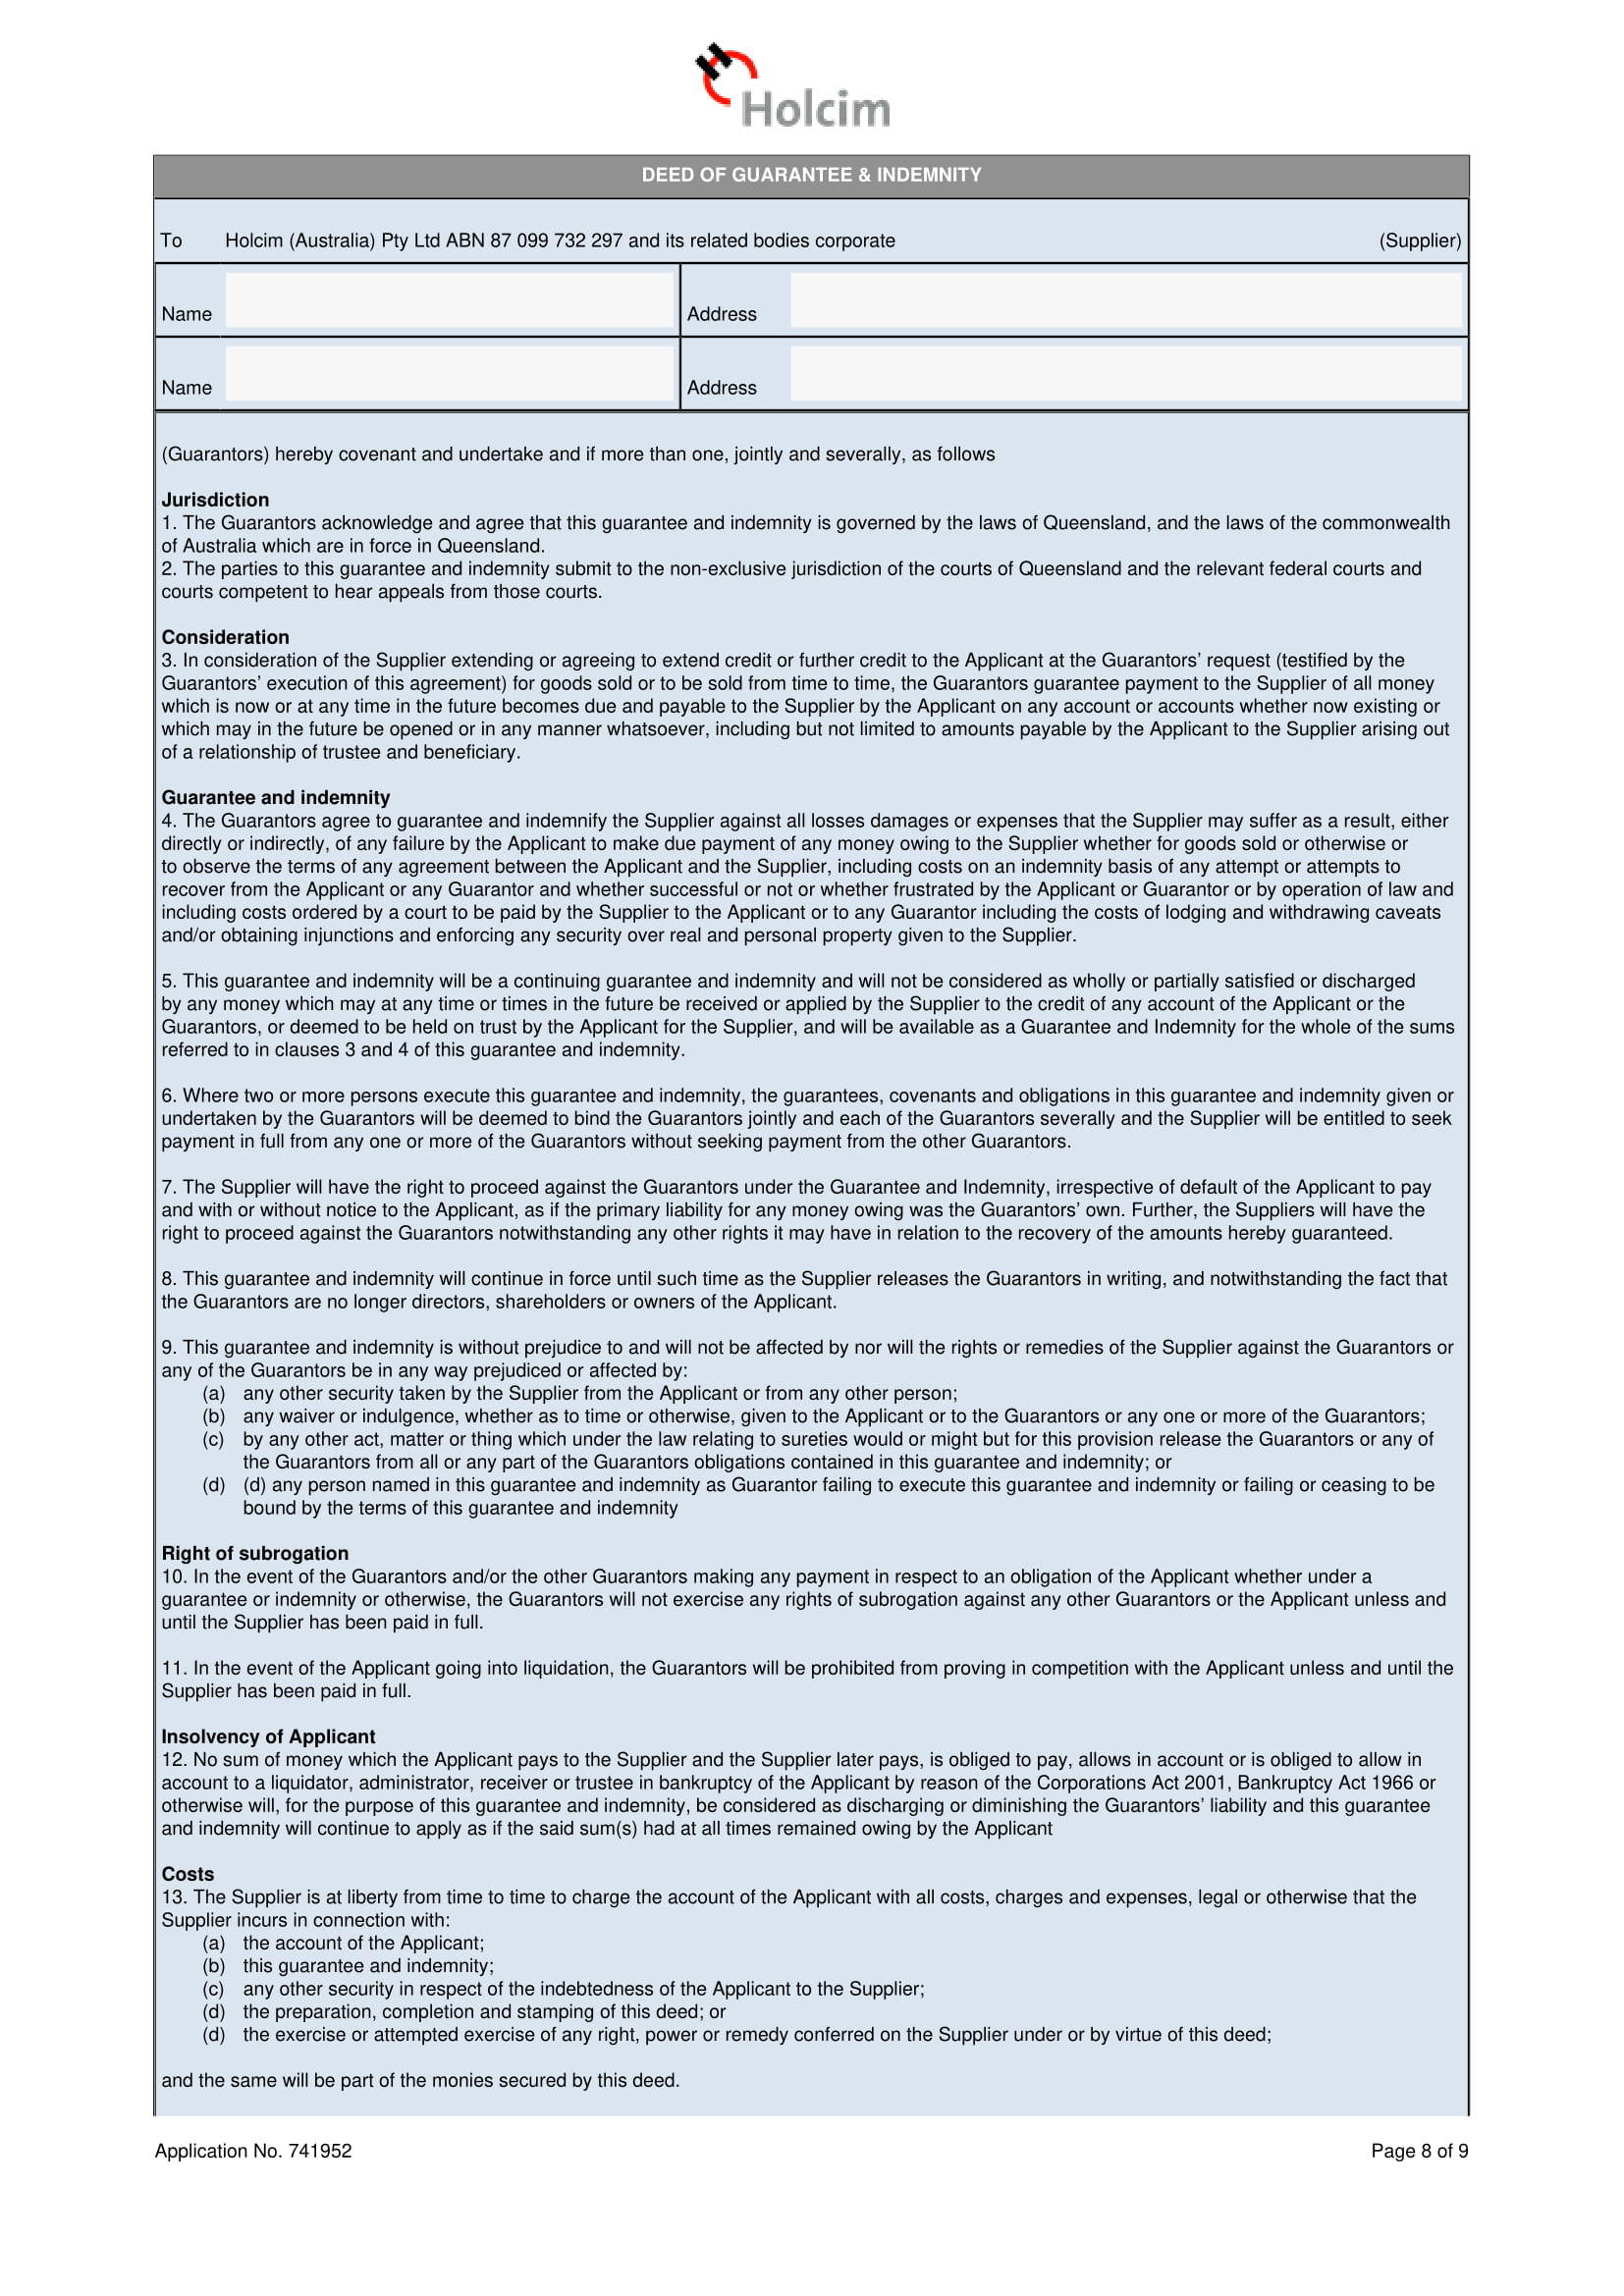 Holcim
DEED OF GUARANTEE & INDEMNITY
To Holcim (Australia) Pty Ltd ABN 87 099 732 297 and its related bodies corporate (Supplier)
Name Address
Name Address
(Guarantors) hereby covenant and undertake and if more than one, jointly and severally, as follows
Jurisdiction
1. The Guarantors acknowledge and agree that this guarantee and indemnity is governed by the laws of Queensland, and the laws of the commonwealth
of Australia which are in force in Queensland.
2. The parties to this guarantee and indemnity submit to the non-exclusive jurisdiction of the courts of Queensland and the relevant federal courts and
courts competent to hear appeals from those courts.
Consideration
3. In consideration of the Supplier extending or agreeing to extend credit or further credit to the Applicant at the Guarantors’ request (testified by the
Guarantors’ execution of this agreement) for goods sold or to be sold from time to time, the Guarantors guarantee payment to the Supplier of all money
which is now or at any time in the future becomes due and payable to the Supplier by the Applicant on any account or accounts whether now existing or
which may in the future be opened or in any manner whatsoever, including but not limited to amounts payable by the Applicant to the Supplier arising out
of a relationship of trustee and beneficiary.
Guarantee and indemnity
4. The Guarantors agree to guarantee and indemnify the Supplier against all losses damages or expenses that the Supplier may suffer as a result, either
directly or indirectly, of any failure by the Applicant to make due payment of any money owing to the Supplier whether for goods sold or otherwise or
to observe the terms of any agreement between the Applicant and the Supplier, including costs on an indemnity basis of any attempt or attempts to
recover from the Applicant or any Guarantor and whether successful or not or whether frustrated by the Applicant or Guarantor or by operation of law and
including costs ordered by a court to be paid by the Supplier to the Applicant or to any Guarantor including the costs of lodging and withdrawing caveats
and/or obtaining injunctions and enforcing any security over real and personal property given to the Supplier.
5. This guarantee and indemnity will be a continuing guarantee and indemnity and will not be considered as wholly or partially satisfied or discharged
by any money which may at any time or times in the future be received or applied by the Supplier to the credit of any account of the Applicant or the
Guarantors, or deemed to be held on trust by the Applicant for the Supplier, and will be available as a Guarantee and Indemnity for the whole of the sums
referred to in clauses 3 and 4 of this guarantee and indemnity.
6. Where two or more persons execute this guarantee and indemnity, the guarantees, covenants and obligations in this guarantee and indemnity given or
undertaken by the Guarantors will be deemed to bind the Guarantors jointly and each of the Guarantors severally and the Supplier will be entitled to seek
payment in full from any one or more of the Guarantors without seeking payment from the other Guarantors.
7. The Supplier will have the right to proceed against the Guarantors under the Guarantee and Indemnity, irrespective of default of the Applicant to pay
and with or without notice to the Applicant, as if the primary liability for any money owing was the Guarantors’ own. Further, the Suppliers will have the
right to proceed against the Guarantors notwithstanding any other rights it may have in relation to the recovery of the amounts hereby guaranteed.
8. This guarantee and indemnity will continue in force until such time as the Supplier releases the Guarantors in writing, and notwithstanding the fact that
the Guarantors are no longer directors, shareholders or owners of the Applicant.
9. This guarantee and indemnity is without prejudice to and will not be affected by nor will the rights or remedies of the Supplier against the Guarantors or
any of the Guarantors be in any way prejudiced or affected by:
(a) any other security taken by the Supplier from the Applicant or from any other person;
(b) any waiver or indulgence, whether as to time or otherwise, given to the Applicant or to the Guarantors or any one or more of the Guarantors;
(c) by any other act, matter or thing which under the law relating to sureties would or might but for this provision release the Guarantors or any of
the Guarantors from all or any part of the Guarantors obligations contained in this guarantee and indemnity; or
(d) (d) any person named in this guarantee and indemnity as Guarantor failing to execute this guarantee and indemnity or failing or ceasing to be
bound by the terms of this guarantee and indemnity
Right of subrogation
10. In the event of the Guarantors and/or the other Guarantors making any payment in respect to an obligation of the Applicant whether under a
guarantee or indemnity or otherwise, the Guarantors will not exercise any rights of subrogation against any other Guarantors or the Applicant unless and
until the Supplier has been paid in full.
11. In the event of the Applicant going into liquidation, the Guarantors will be prohibited from proving in competition with the Applicant unless and until the
Supplier has been paid in full.
Insolvency of Applicant
12. No sum of money which the Applicant pays to the Supplier and the Supplier later pays, is obliged to pay, allows in account or is obliged to allow in
account to a liquidator, administrator, receiver or trustee in bankruptcy of the Applicant by reason of the Corporations Act 2001, Bankruptcy Act 1966 or
otherwise will, for the purpose of this guarantee and indemnity, be considered as discharging or diminishing the Guarantors’ liability and this guarantee
and indemnity will continue to apply as if the said sum(s) had at all times remained owing by the Applicant
Costs
13. The Supplier is at liberty from time to time to charge the account of the Applicant with all costs, charges and expenses, legal or otherwise that the
Supplier incurs in connection with:
(a) the account of the Applicant;
(b) this guarantee and indemnity;
(c) any other security in respect of the indebtedness of the Applicant to the Supplier;
(d) the preparation, completion and stamping of this deed; or
(d) the exercise or attempted exercise of any right, power or remedy conferred on the Supplier under or by virtue of this deed;
and the same will be part of the monies secured by this deed.
Application No. 741952 Page 8 of 9